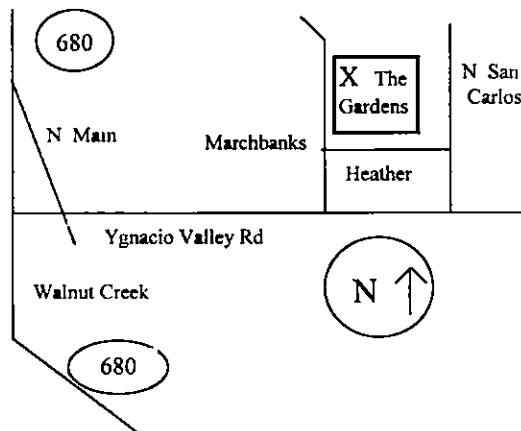 680
X The
Gardens
N San
Carlos
N Main
Marchbanks
Heather
Ygnacio Valley Rd
Walnut Creek
N
680